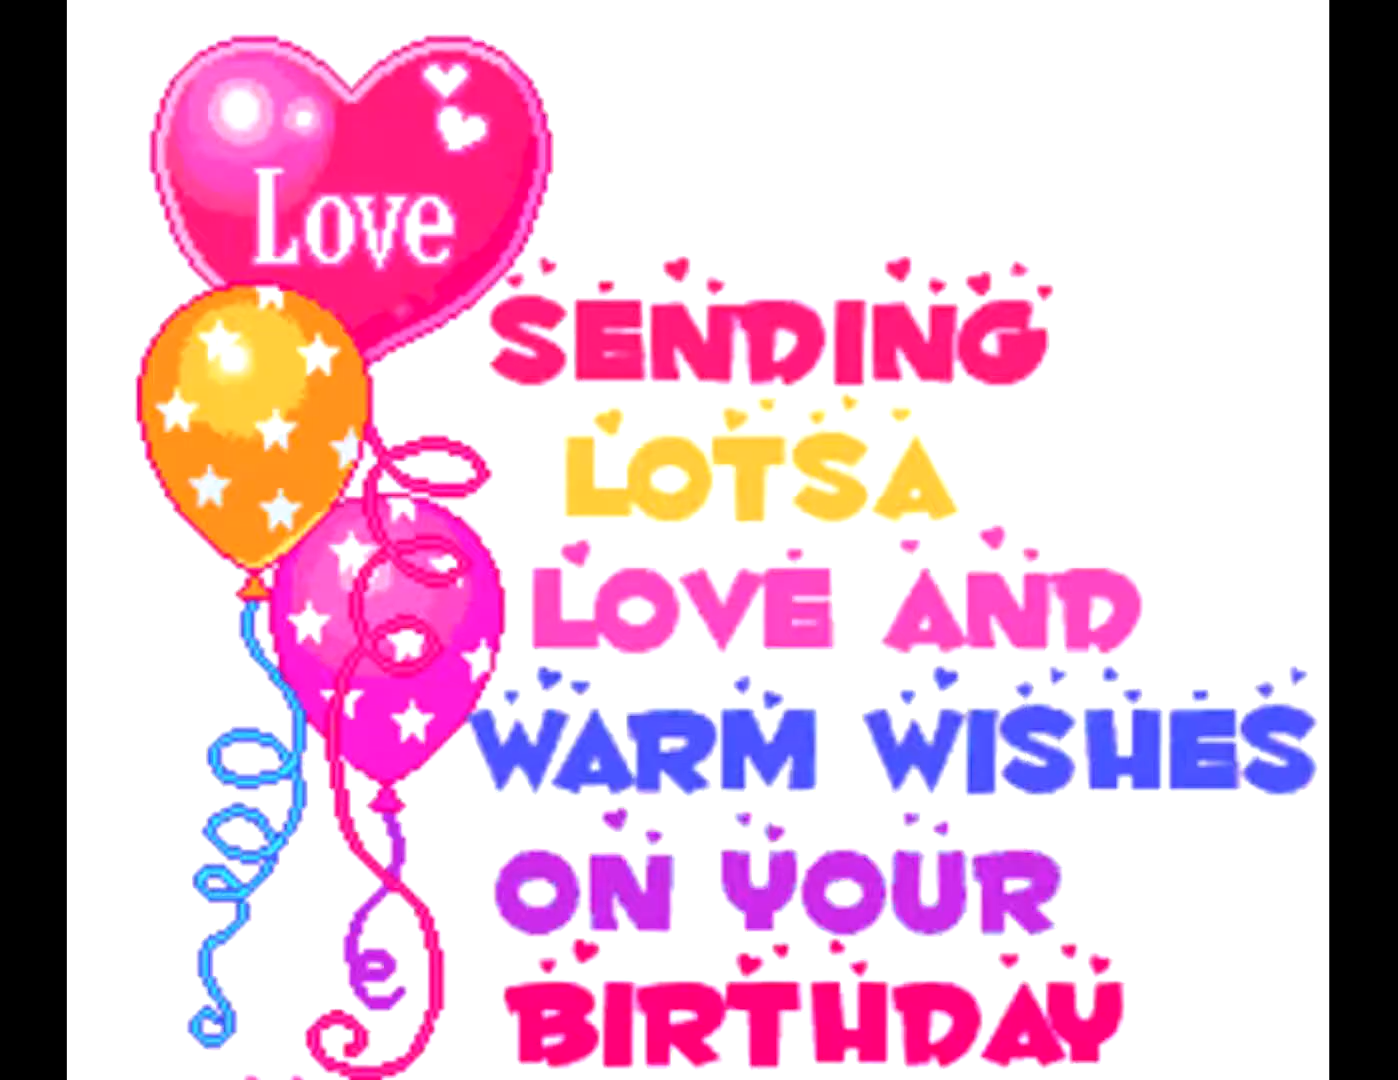 Love
SENDING
LOTSA
LOVE AND
WARM WISHES
ON YOUR
BIRTHDAY